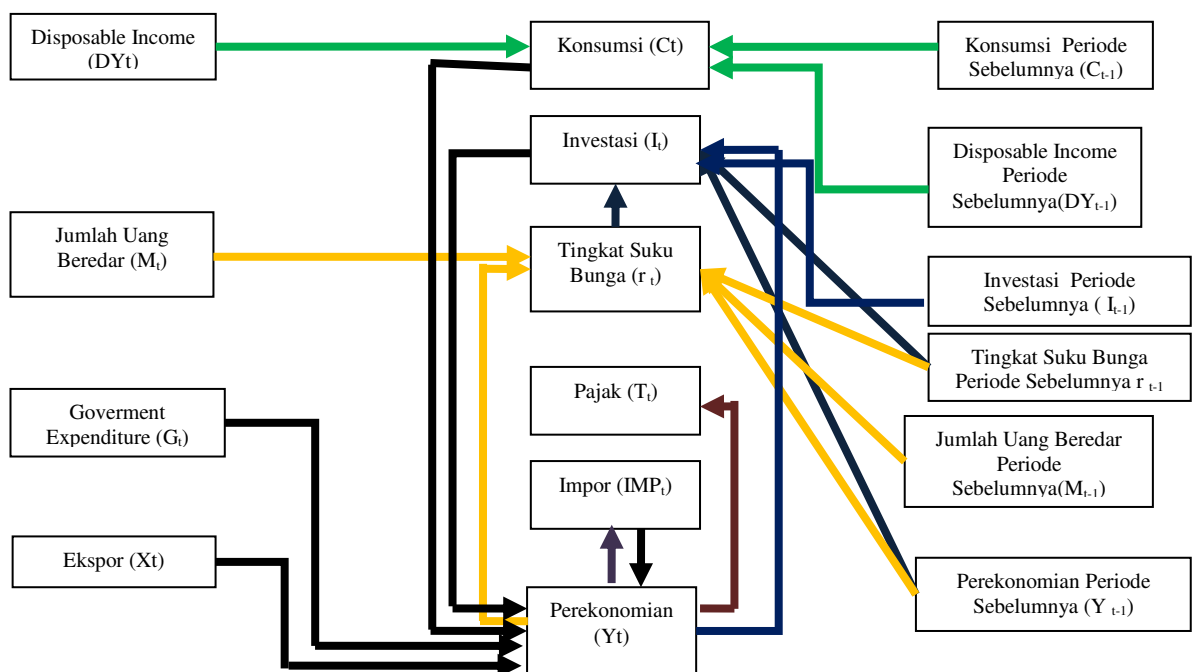 Disposable Income
(DYt)
Konsumsi (Ct)
Konsumsi Periode
Sebelumnya (Ct-1)
Investasi (It)
Disposable Income
Periode
Sebelumnya(DYt-1)
Jumlah Uang
Beredar (Mt)
Tingkat Suku
Bunga (r t)
Investasi Periode
Sebelumnya ( It-1)
Tingkat Suku Bunga
Periode Sebelumnya r t-1
Pajak (Tt)
Goverment
Expenditure (Gt)
Jumlah Uang Beredar
Periode
Sebelumnya(Mt-1)
Impor (IMPt)
Ekspor (Xt)
Perekonomian Periode
Sebelumnya (Y t-1)
Perekonomian
(Yt)